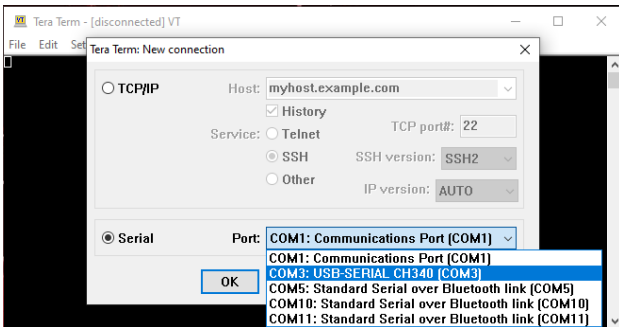 VT Tera Term - [disconnected] VT
File Edit Set
Tera Term: New connection
TCP/IP Host: myhost.example.com
History
Service: Telnet TCP port#: 22
SSH SSH version: SSH2
Other IP version: AUTO
Serial Port: COM1: Communications Port (COM1)
COM1: Communications Port (COM1)
OK COM3: USB-SERIAL CH340 (COM3)
COM5: Standard Serial over Bluetooth link (COM5)
COM10: Standard Serial over Bluetooth link (COM10)
COM11: Standard Serial over Bluetooth link (COM11)